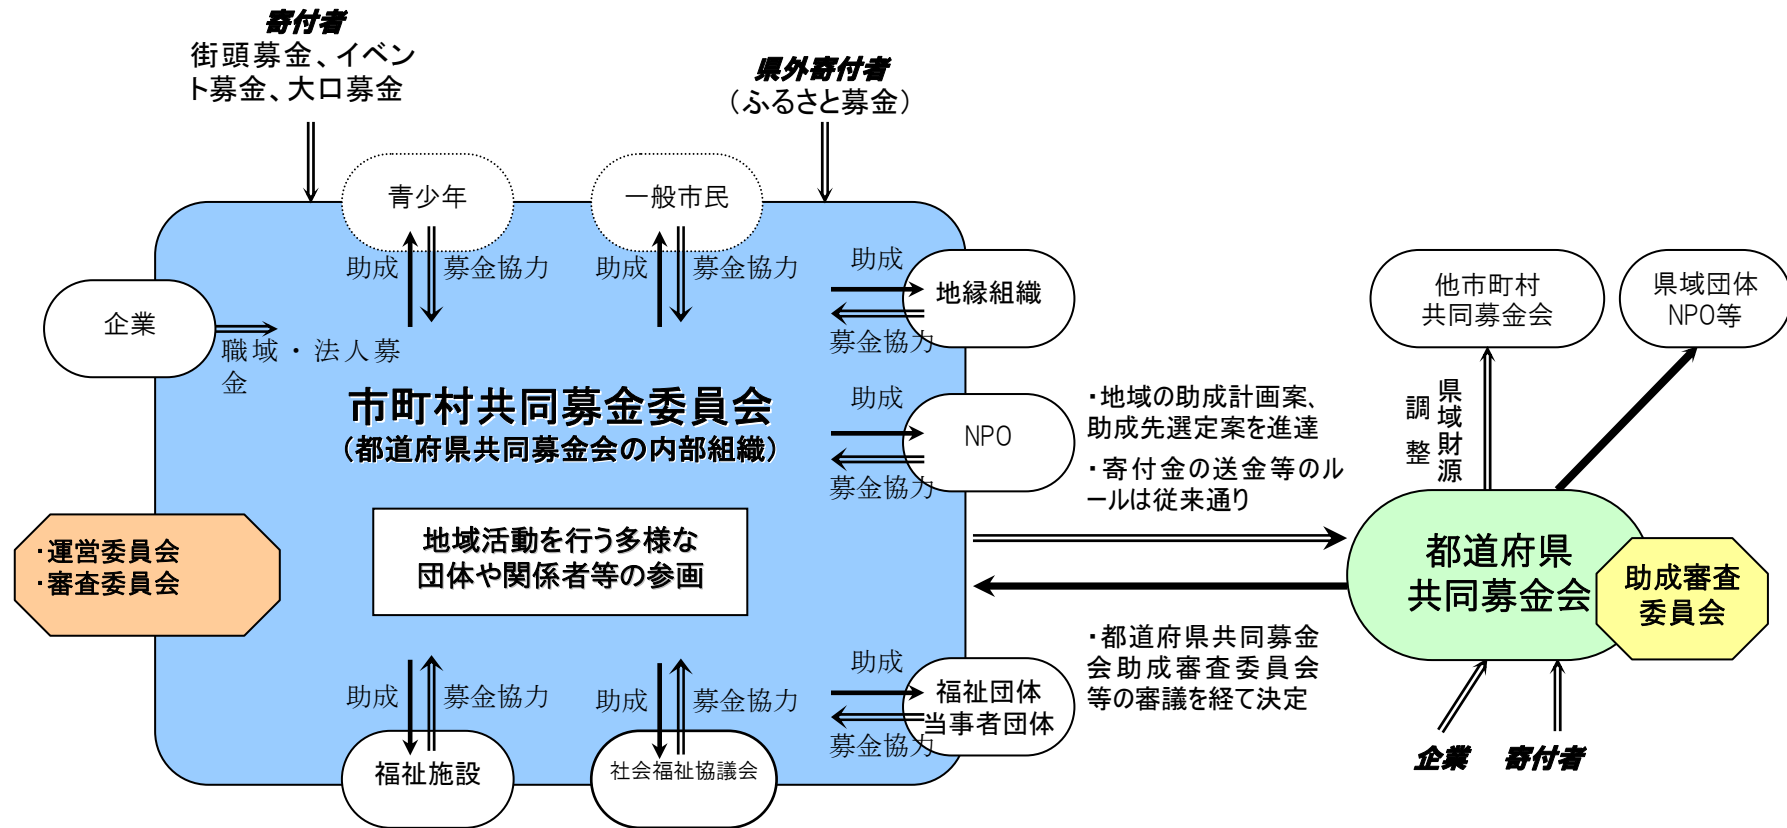 寄付者
街頭募金、イベン
ト募金、大口募金
県外寄付者
（ふるさと募金）
青少年
一般市民
助成
募金協力
助成
募金協力
助成
地縁組織
募金協力
企業
職域・法人募
金
市町村共同募金委員会
（都道府県共同募金会の内部組織）
助成
NPO
募金協力
・運営委員会
・審査委員会
地域活動を行う多様な
団体や関係者等の参画
助成
募金協力
助成
募金協力
助成
福祉団体
当事者団体
募金協力
福祉施設
社会福祉協議会
・地域の助成計画案、
助成先選定案を進達
・寄付金の送金等のル
ールは従来通り
・都道府県共同募金
会助成審査委員会
等の審議を経て決定
他市町村
共同募金会
県域団体
NPO等
県域財源
調整
都道府県
共同募金会
助成審査
委員会
企業
寄付者